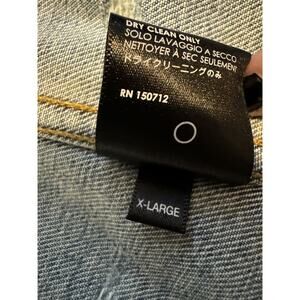 DRY CLEAN ONLY
SOLO LAVAGGIO A SECCO
NETTOYER À SEC SEULEMENT
ドライクリーニングのみ
RN 150712
X-LARGE